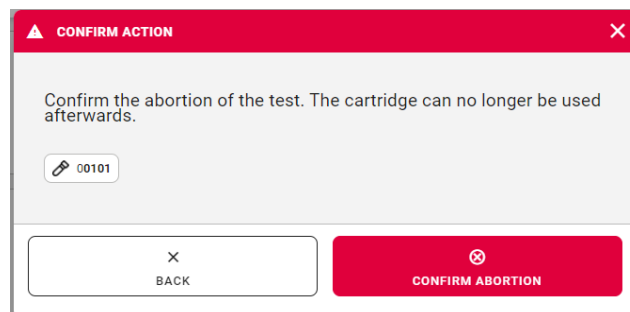 CONFIRM ACTION
Confirm the abortion of the test. The cartridge can no longer be used
afterwards.
00101
BACK
CONFIRM ABORTION